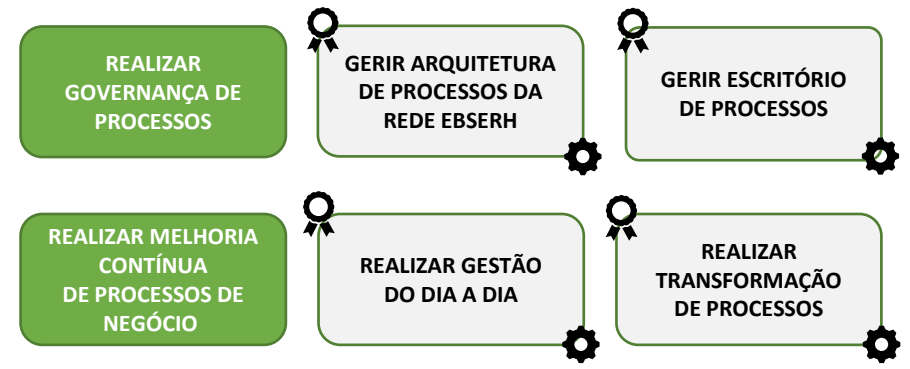 REALIZAR
GOVERNANÇA DE
PROCESSOS
GERIR ARQUITETURA
DE PROCESSOS DA
REDE EBSERH
GERIR ESCRITÓRIO
DE PROCESSOS
REALIZAR MELHORIA
CONTÍNUA
DE PROCESSOS DE
NEGÓCIO
REALIZAR GESTÃO
DO DIA A DIA
REALIZAR
TRANSFORMAÇÃO
DE PROCESSOS